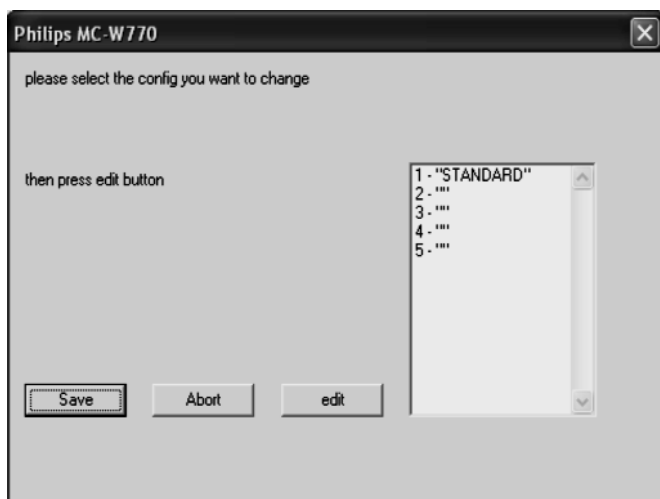 Philips MC-W770
please select the config you want to change
then press edit button
1 - "STANDARD"
2 - ""
3 - ""
4 - ""
5 - ""
Save
Abort
edit